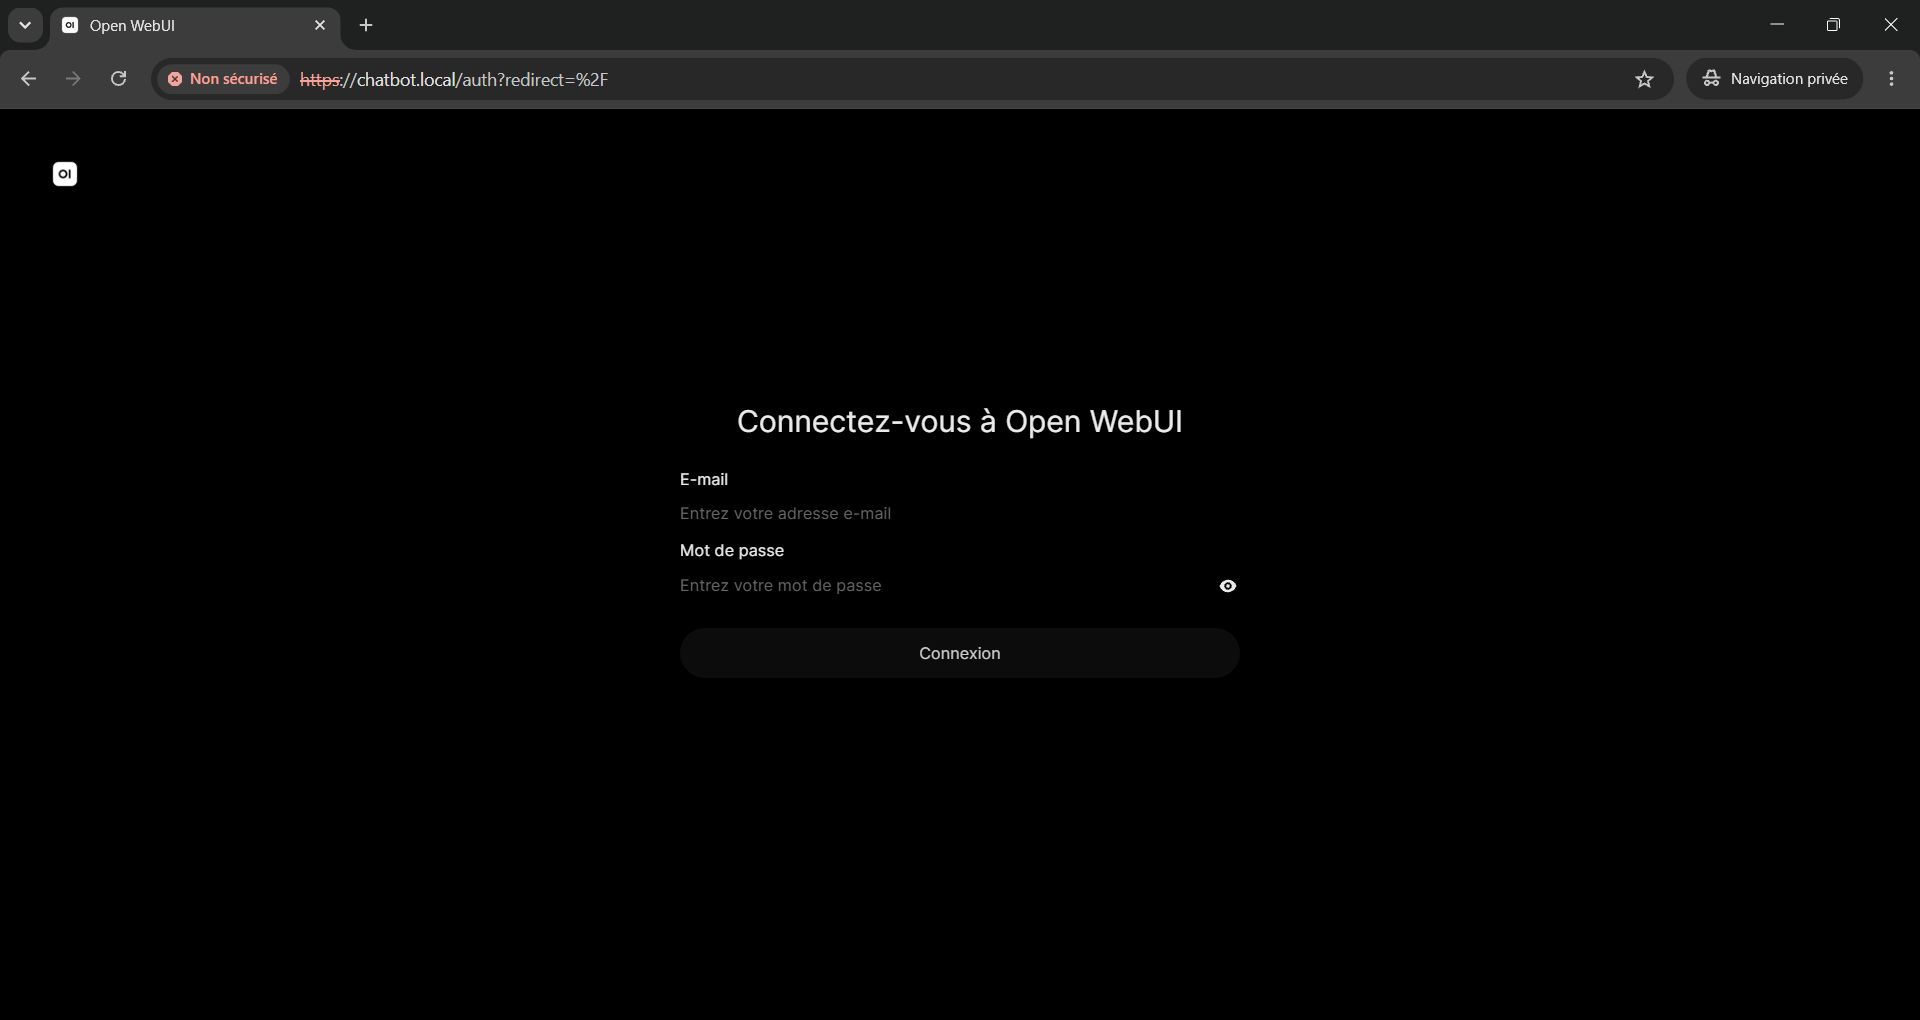 OI Open WebUI
Non sécurisé https://chatbot.local/auth?redirect=%2F Navigation privée
OI
Connectez-vous à Open WebUI
E-mail
Entrez votre adresse e-mail
Mot de passe
Entrez votre mot de passe
Connexion